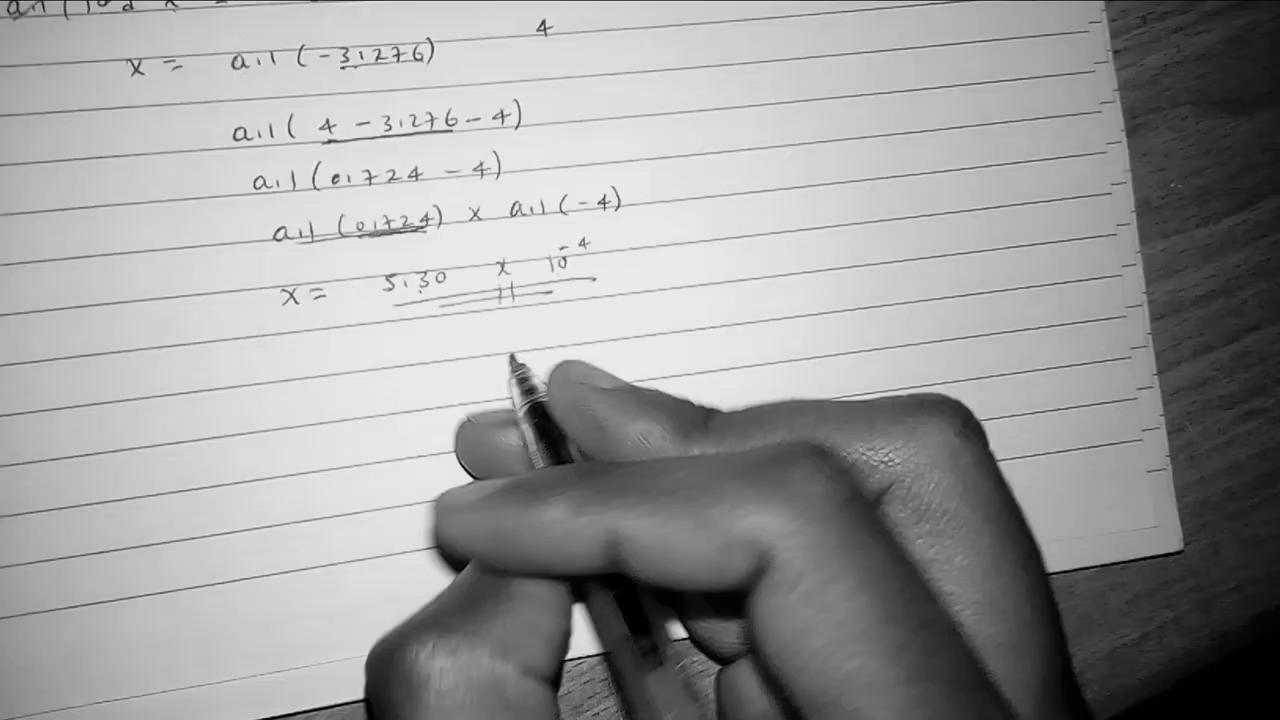 4
x = a.l (-3.276)
a.l ( 4 - 3.276 - 4)
a.l (0.724 - 4)
a.l (0.724) x a.l (-4)
x = 5.30 x 10⁻⁴